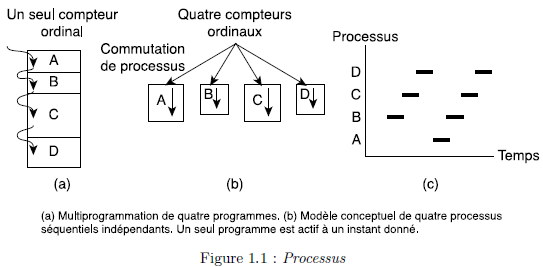 Un seul compteur
ordinal
A
B
C
D
(a)
Quatre compteurs
ordinaux
Commutation
de processus
A
B
C
D
(b)
Processus
D
C
B
A
Temps
(c)
(a) Multiprogrammation de quatre programmes. (b) Modèle conceptuel de quatre processus
séquentiels indépendants. Un seul programme est actif à un instant donné.
Figure 1.1 : Processus